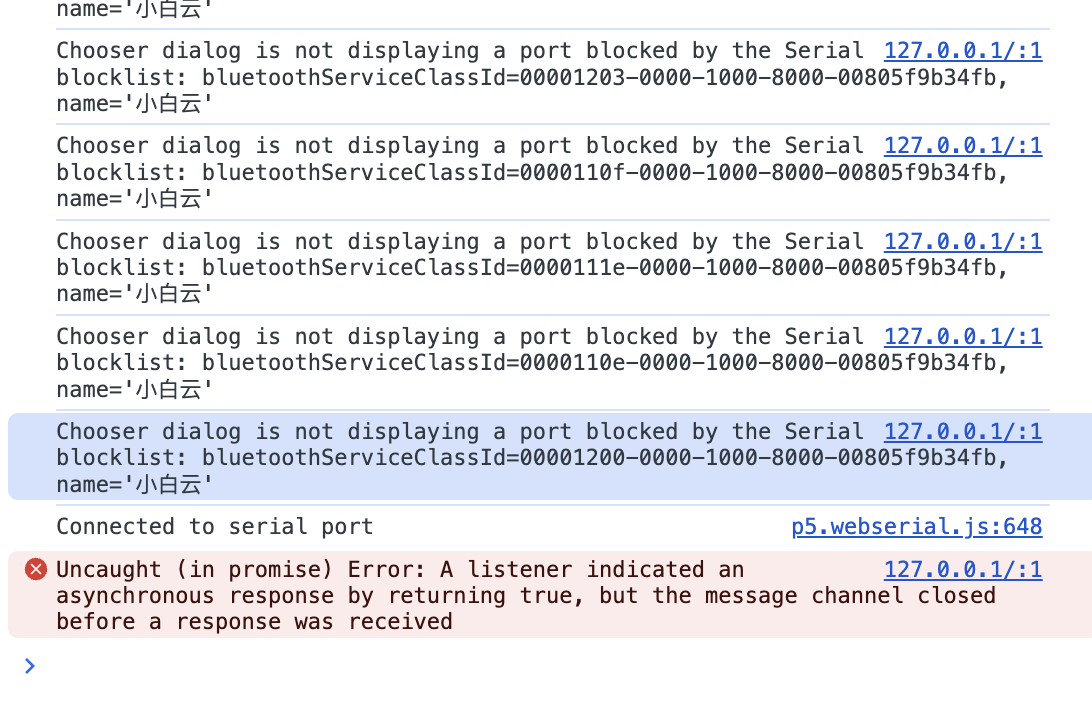 name='小白云'
Chooser dialog is not displaying a port blocked by the Serial 127.0.0.1/:1
blocklist: bluetoothServiceClassId=00001203-0000-1000-8000-00805f9b34fb,
name='小白云'
Chooser dialog is not displaying a port blocked by the Serial 127.0.0.1/:1
blocklist: bluetoothServiceClassId=0000110f-0000-1000-8000-00805f9b34fb,
name='小白云'
Chooser dialog is not displaying a port blocked by the Serial 127.0.0.1/:1
blocklist: bluetoothServiceClassId=0000111e-0000-1000-8000-00805f9b34fb,
name='小白云'
Chooser dialog is not displaying a port blocked by the Serial 127.0.0.1/:1
blocklist: bluetoothServiceClassId=0000110e-0000-1000-8000-00805f9b34fb,
name='小白云'
Chooser dialog is not displaying a port blocked by the Serial 127.0.0.1/:1
blocklist: bluetoothServiceClassId=00001200-0000-1000-8000-00805f9b34fb,
name='小白云'
Connected to serial port p5.webserial.js:648
Uncaught (in promise) Error: A listener indicated an 127.0.0.1/:1
asynchronous response by returning true, but the message channel closed
before a response was received